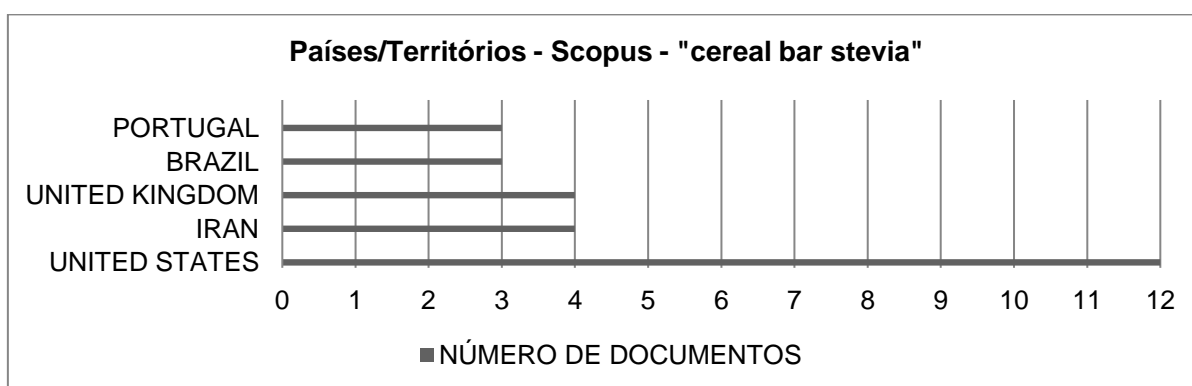 Países/Territórios - Scopus - "cereal bar stevia"
PORTUGAL
BRAZIL
UNITED KINGDOM
IRAN
UNITED STATES
0 1 2 3 4 5 6 7 8 9 10 11 12
NÚMERO DE DOCUMENTOS